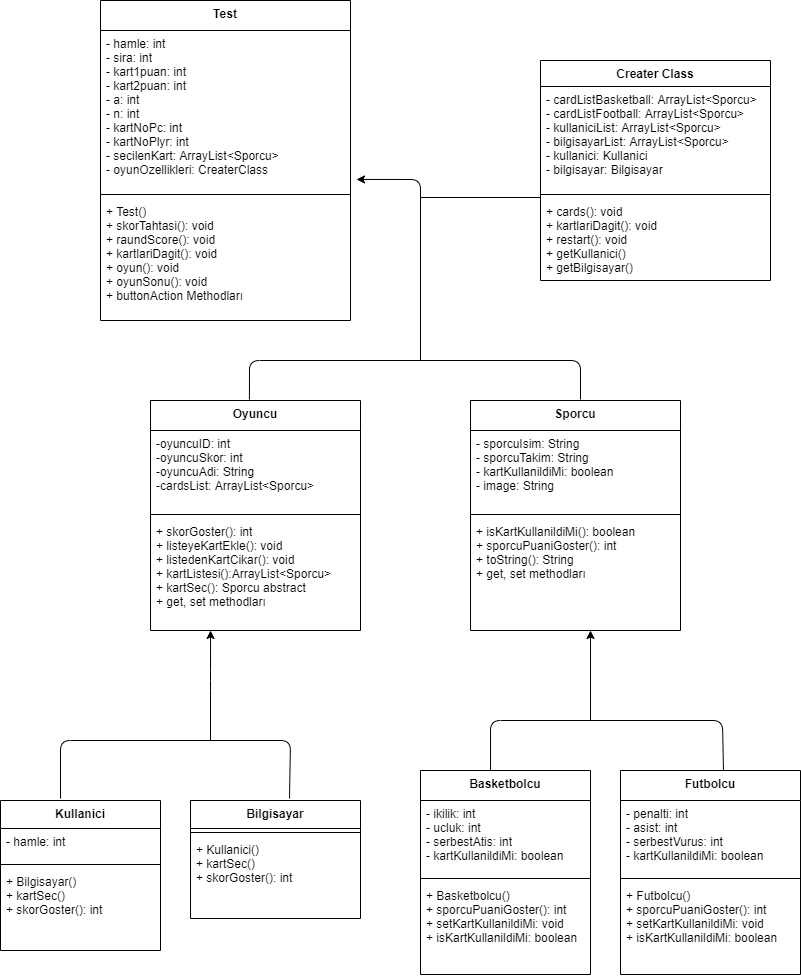 Test
- hamle: int
- sira: int
- kart1puan: int
- kart2puan: int
- a: int
- n: int
- kartNoPc: int
- kartNoPlyr: int
- secilenKart: ArrayList<Sporcu>
- oyunOzellikleri: CreaterClass
+ Test()
+ skorTahtasi(): void
+ raundScore(): void
+ kartlariDagit(): void
+ oyun(): void
+ oyunSonu(): void
+ buttonAction Methodları
Creater Class
- cardListBasketball: ArrayList<Sporcu>
- cardListFootball: ArrayList<Sporcu>
- kullaniciList: ArrayList<Sporcu>
- bilgisayarList: ArrayList<Sporcu>
- kullanici: Kullanici
- bilgisayar: Bilgisayar
+ cards(): void
+ kartlariDagit(): void
+ restart(): void
+ getKullanici()
+ getBilgisayar()
Oyuncu
-oyuncuID: int
-oyuncuSkor: int
-oyuncuAdi: String
-cardsList: ArrayList<Sporcu>
+ skorGoster(): int
+ listeyeKartEkle(): void
+ listedenKartCikar(): void
+ kartListesi():ArrayList<Sporcu>
+ kartSec(): Sporcu abstract
+ get, set methodları
Sporcu
- sporcuIsim: String
- sporcuTakim: String
- kartKullanildiMi: boolean
- image: String
+ isKartKullanildiMi(): boolean
+ sporcuPuaniGoster(): int
+ toString(): String
+ get, set methodları
Kullanici
- hamle: int
+ Bilgisayar()
+ kartSec()
+ skorGoster(): int
Bilgisayar
+ Kullanici()
+ kartSec()
+ skorGoster(): int
Basketbolcu
- ikilik: int
- ucluk: int
- serbestAtis: int
- kartKullanildiMi: boolean
+ Basketbolcu()
+ sporcuPuaniGoster(): int
+ setKartKullanildiMi: void
+ isKartKullanildiMi: boolean
Futbolcu
- penalti: int
- asist: int
- serbestVurus: int
- kartKullanildiMi: boolean
+ Futbolcu()
+ sporcuPuaniGoster(): int
+ setKartKullanildiMi: void
+ isKartKullanildiMi: boolean